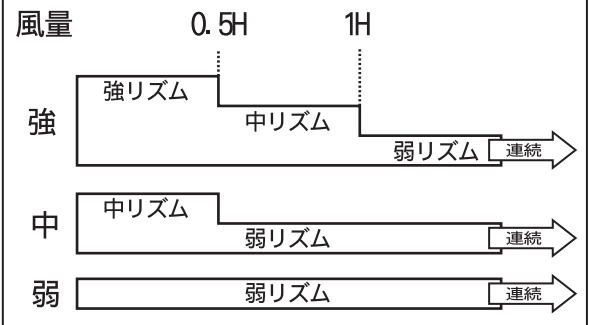 風量 0.5H 1H
強 強リズム
中リズム
弱リズム 連続
中 中リズム
弱リズム 連続
弱 弱リズム 連続